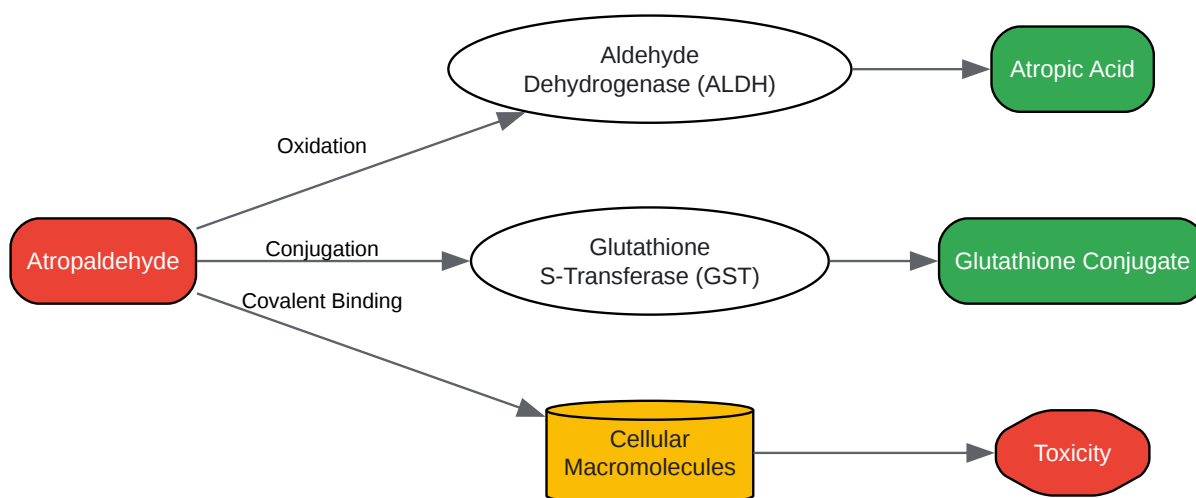 Aldehyde
Dehydrogenase (ALDH)
Atropic Acid
Oxidation
Atropaldehyde
Conjugation
Glutathione
S-Transferase (GST)
Glutathione Conjugate
Covalent Binding
Cellular
Macromolecules
Toxicity